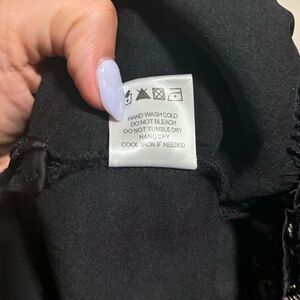 HAND WASH COLD
DO NOT BLEACH
DO NOT TUMBLE DRY
HANG DRY
COOL IRON IF NEEDED